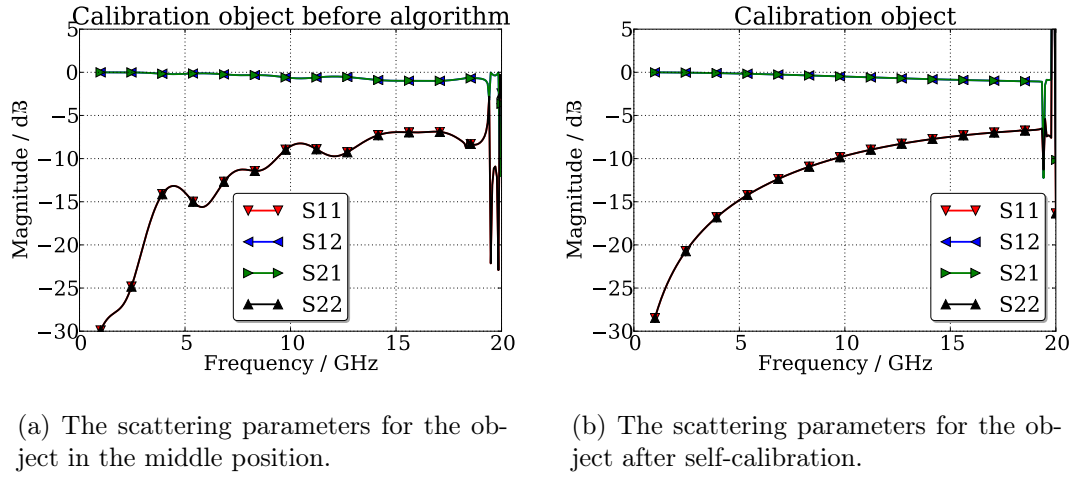 Calibration object before algorithm
5
0
−5
−10
−15
−20
−25
−30
Magnitude / dB
S11
S12
S21
S22
0 5 10 15 20
Frequency / GHz
(a) The scattering parameters for the ob-
ject in the middle position.
Calibration object
5
0
−5
−10
−15
−20
−25
−30
Magnitude / dB
S11
S12
S21
S22
0 5 10 15 20
Frequency / GHz
(b) The scattering parameters for the ob-
ject after self-calibration.